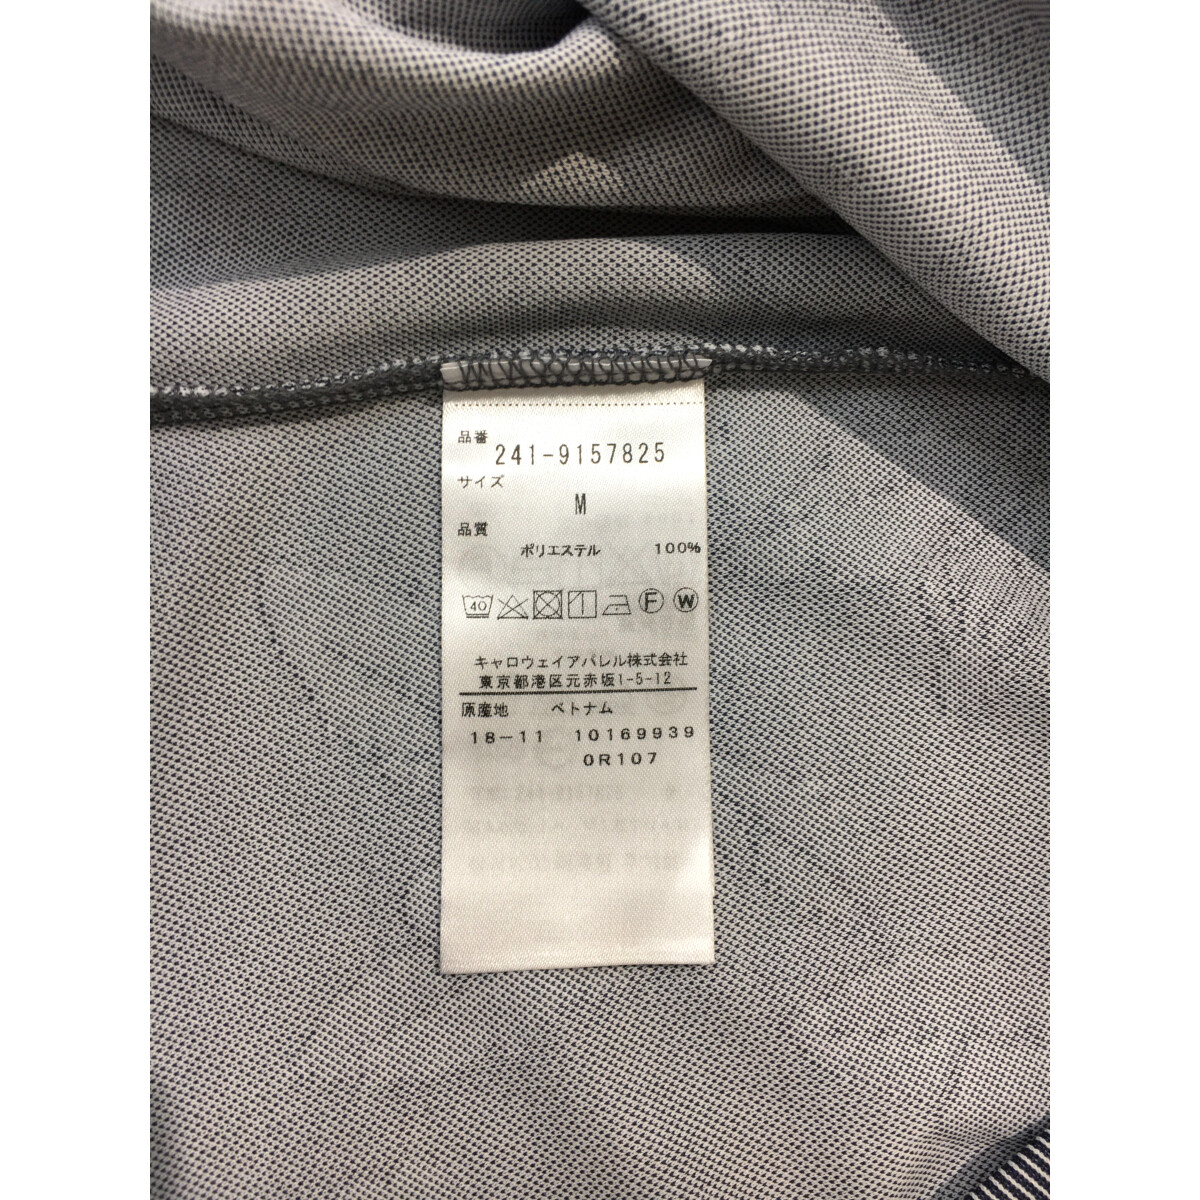 品番
241-9157825
サイズ
M
品質
ポリエステル 100%
40 F W
キャロウェイアパレル株式会社
東京都港区元赤坂1-5-12
原産地 ベトナム
18-11 10169939
0R107